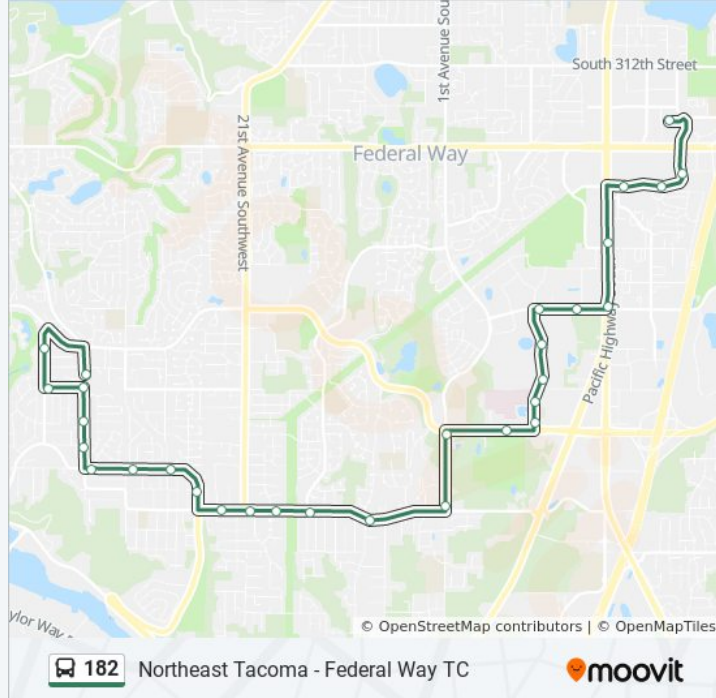 South 312th Street
1st Avenue Sou
21st Avenue Southwest
Federal Way
Pacific Highway
ylor Way
© OpenStreetMap contributors | © OpenMapTiles
182 Northeast Tacoma - Federal Way TC
moovit